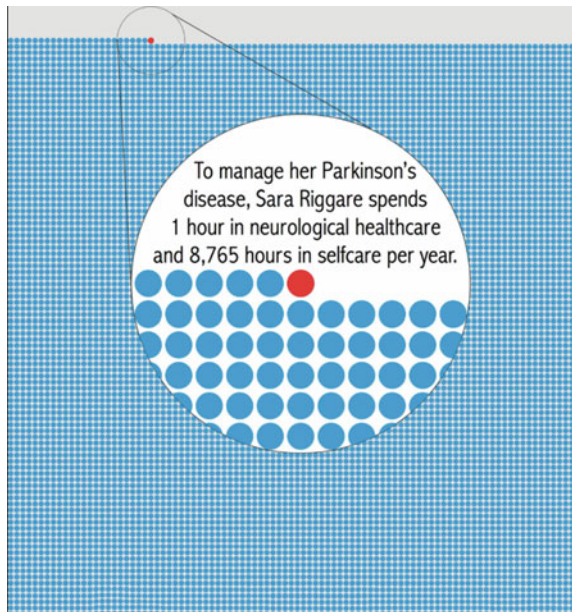 To manage her Parkinson's
disease, Sara Riggare spends
1 hour in neurological healthcare
and 8,765 hours in selfcare per year.